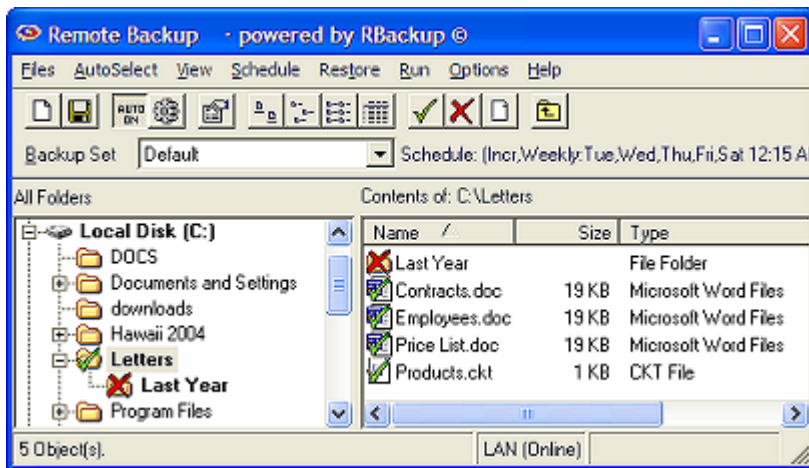 Remote Backup - powered by RBackup ©
Files AutoSelect View Schedule Restore Run Options Help
AUTO ON
Backup Set Default Schedule: (Incr,Weekly:Tue,Wed,Thu,Fri,Sat 12:15 A
All Folders Contents of: C:\Letters
Local Disk (C:) Name Size Type
DOCS Last Year File Folder
Documents and Settings Contracts.doc 19 KB Microsoft Word Files
downloads Employees.doc 19 KB Microsoft Word Files
Hawaii 2004 Price List.doc 19 KB Microsoft Word Files
Letters Products.ckt 1 KB CKT File
Last Year
Program Files
5 Object(s). LAN (Online)